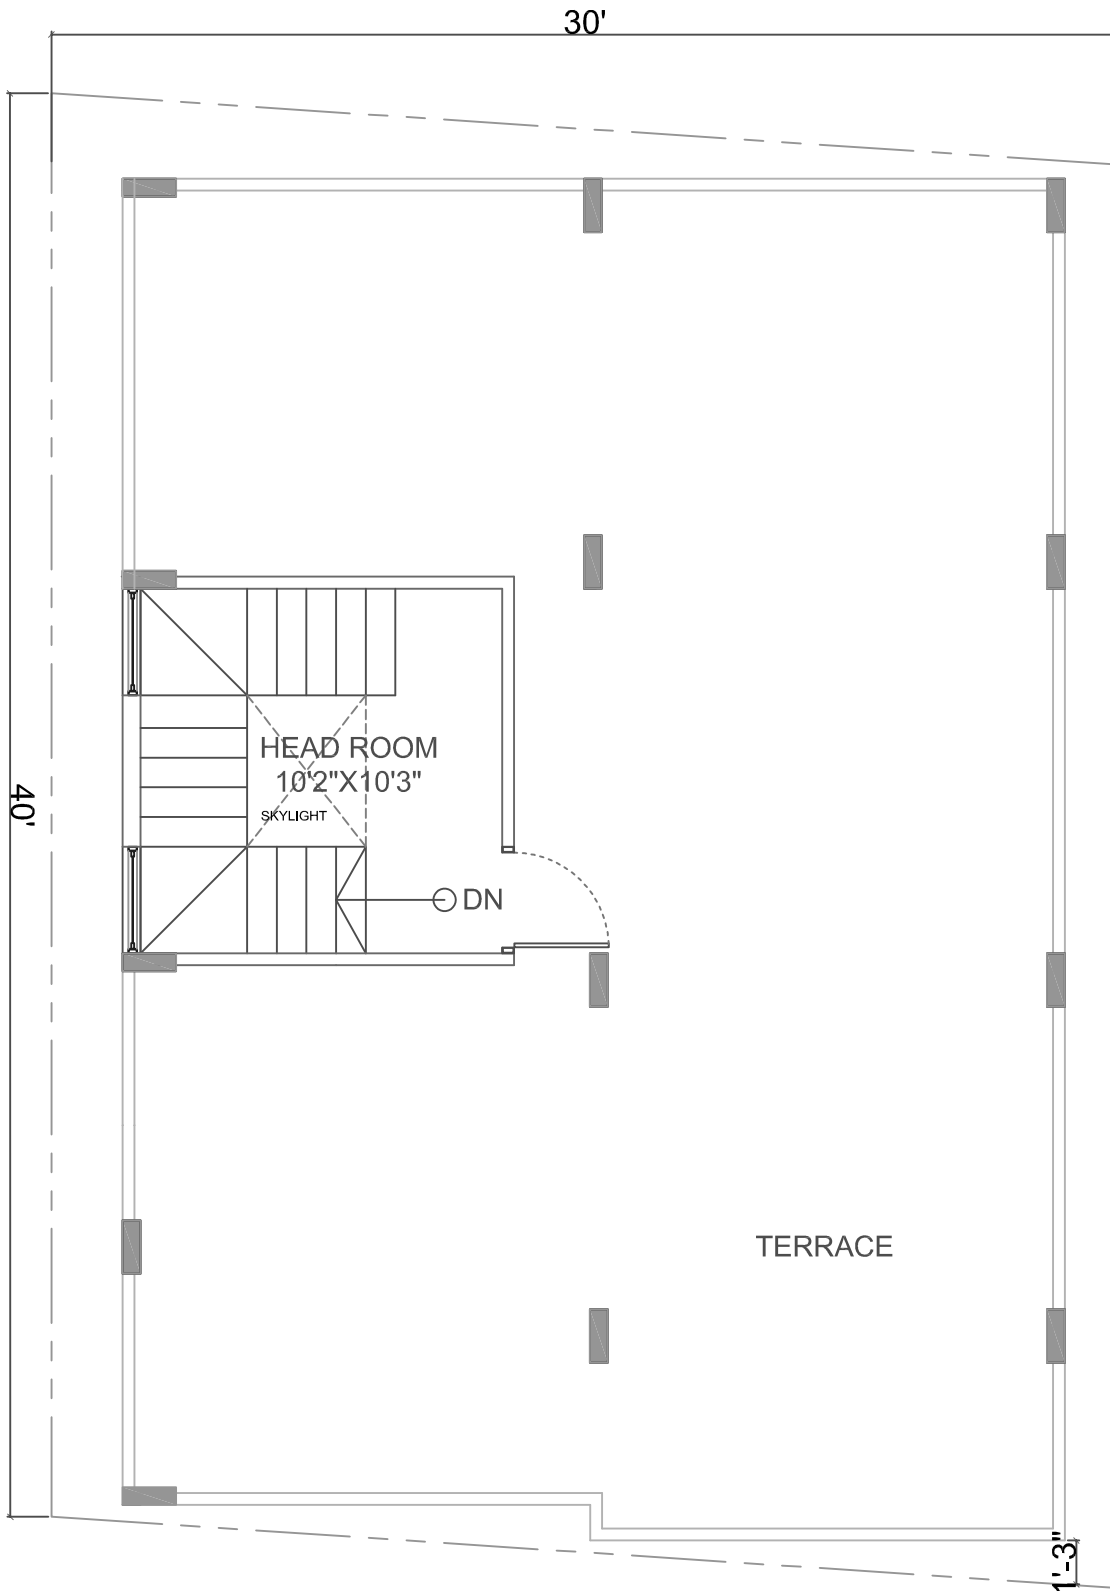 30'
HEAD ROOM
10'2"X10'3"
SKYLIGHT
40'
DN
TERRACE
1'-3"